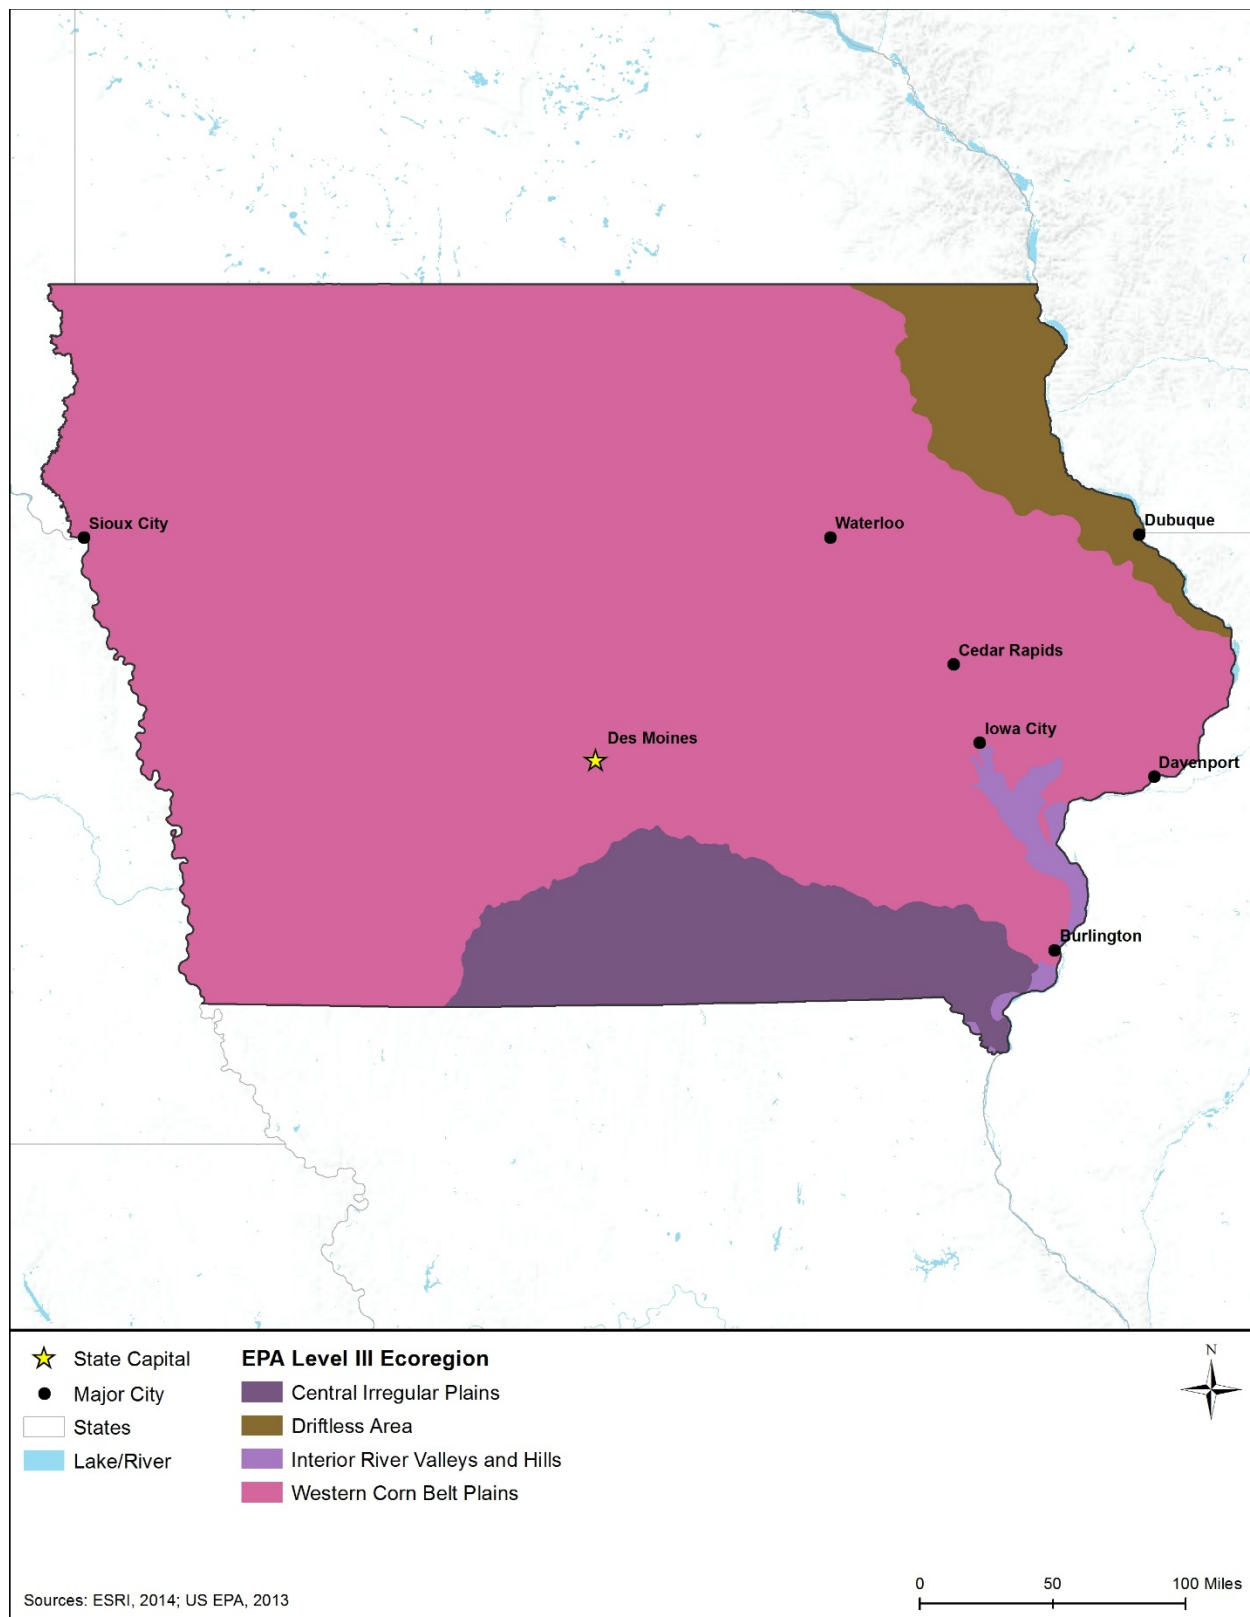 Sioux City
Waterloo
Dubuque
Cedar Rapids
Iowa City
Des Moines
Davenport
Burlington
State Capital
Major City
States
Lake/River
EPA Level III Ecoregion
Central Irregular Plains
Driftless Area
Interior River Valleys and Hills
Western Corn Belt Plains
N
Sources: ESRI, 2014; US EPA, 2013
0 50 100 Miles